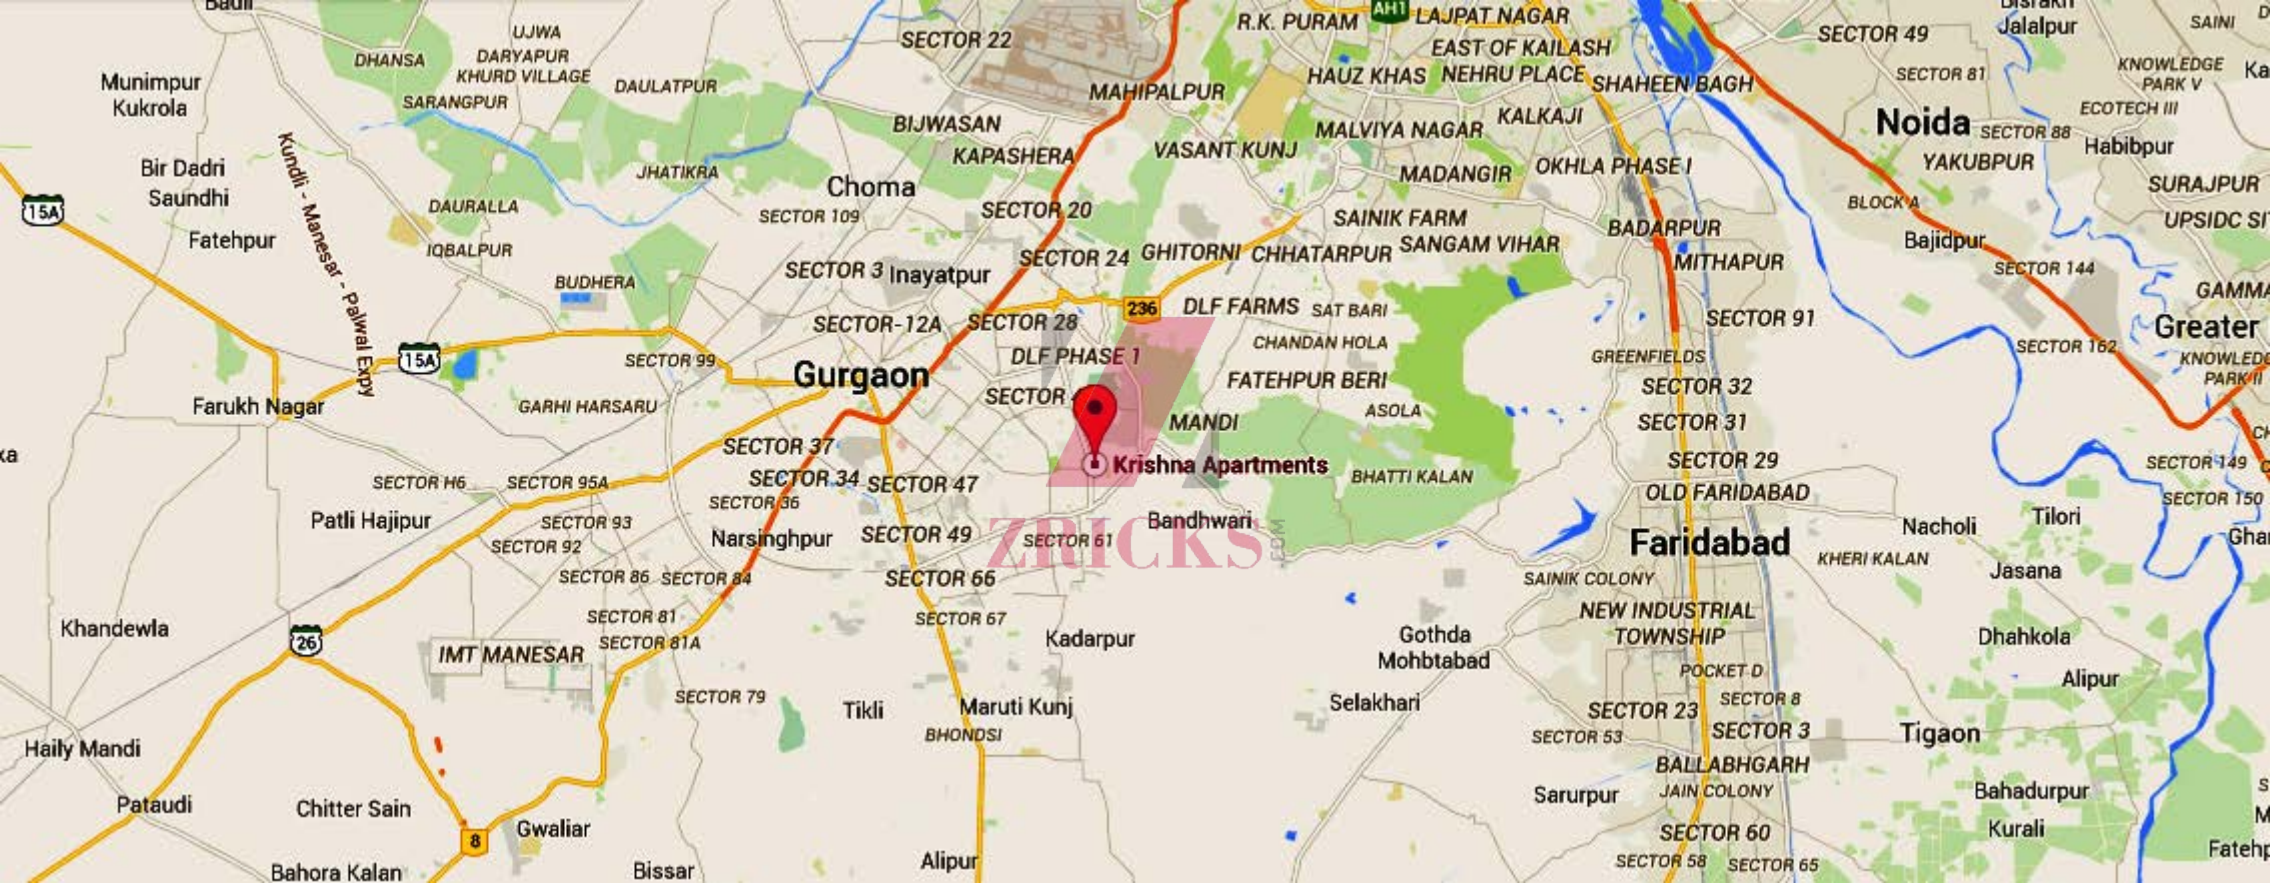 Badli
UJWA
DARYAPUR
KHURD VILLAGE
DHANSA
SECTOR 22
R.K. PURAM
AH1
LAJPAT NAGAR
EAST OF KAILASH
SECTOR 49
Jalalpur
SAINI
Munimpur
Kukrola
SARANGPUR
DAULATPUR
MAHIPALPUR
HAUZ KHAS
NEHRU PLACE
SHAHEEN BAGH
SECTOR 81
KNOWLEDGE
PARK V
ECOTECH III
BIJWASAN
MALVIYA NAGAR
KALKAJI
Noida
SECTOR 88
Habibpur
Kundli - Manesar - Palwal Expy
KAPASHERA
VASANT KUNJ
YAKUBPUR
Bir Dadri
JHATIKRA
Choma
MADANGIR
OKHLA PHASE I
SURAJPUR
Saundhi
15A
DAURALLA
SECTOR 109
SECTOR 20
SAINIK FARM
BADARPUR
BLOCK A
UPSIDC SI
Fatehpur
IQBALPUR
SECTOR 24
GHITORNI
CHHATARPUR
SANGAM VIHAR
MITHAPUR
Bajidpur
SECTOR 144
BUDHERA
SECTOR 3
Inayatpur
GAMMA
SECTOR-12A
SECTOR 28
236
DLF FARMS
SAT BARI
SECTOR 91
Greater
15A
SECTOR 99
DLF PHASE 1
CHANDAN HOLA
GREENFIELDS
SECTOR 162
KNOWLEDG
PARK II
Gurgaon
SECTOR
FATEHPUR BERI
SECTOR 32
Farukh Nagar
GARHI HARSARU
MANDI
ASOLA
SECTOR 31
SECTOR 37
Krishna Apartments
SECTOR 29
SECTOR 149
SECTOR H6
SECTOR 95A
SECTOR 34
SECTOR 47
BHATTI KALAN
OLD FARIDABAD
SECTOR 150
SECTOR 36
Patli Hajipur
SECTOR 93
Narsinghpur
SECTOR 49
Bandhwari
Nacholi
Tilori
SECTOR 92
SECTOR 61
ZRICKS
.COM
Faridabad
KHERI KALAN
SECTOR 86
SECTOR 84
SECTOR 66
SAINIK COLONY
Jasana
Khandewla
26
SECTOR 81
SECTOR 67
NEW INDUSTRIAL
TOWNSHIP
SECTOR 81A
IMT MANESAR
Kadarpur
Gothda
Mohbtabad
Dhahkola
POCKET D
Alipur
SECTOR 79
Tikli
Maruti Kunj
Selakhari
SECTOR 8
SECTOR 23
BHONDSI
SECTOR 53
SECTOR 3
Tigaon
Haily Mandi
BALLABHGARH
Pataudi
Chitter Sain
Sarurpur
JAIN COLONY
Bahadurpur
8
Gwaliar
SECTOR 60
Kurali
Bahora Kalan
Bissar
Alipur
SECTOR 58
SECTOR 65
Fatehp